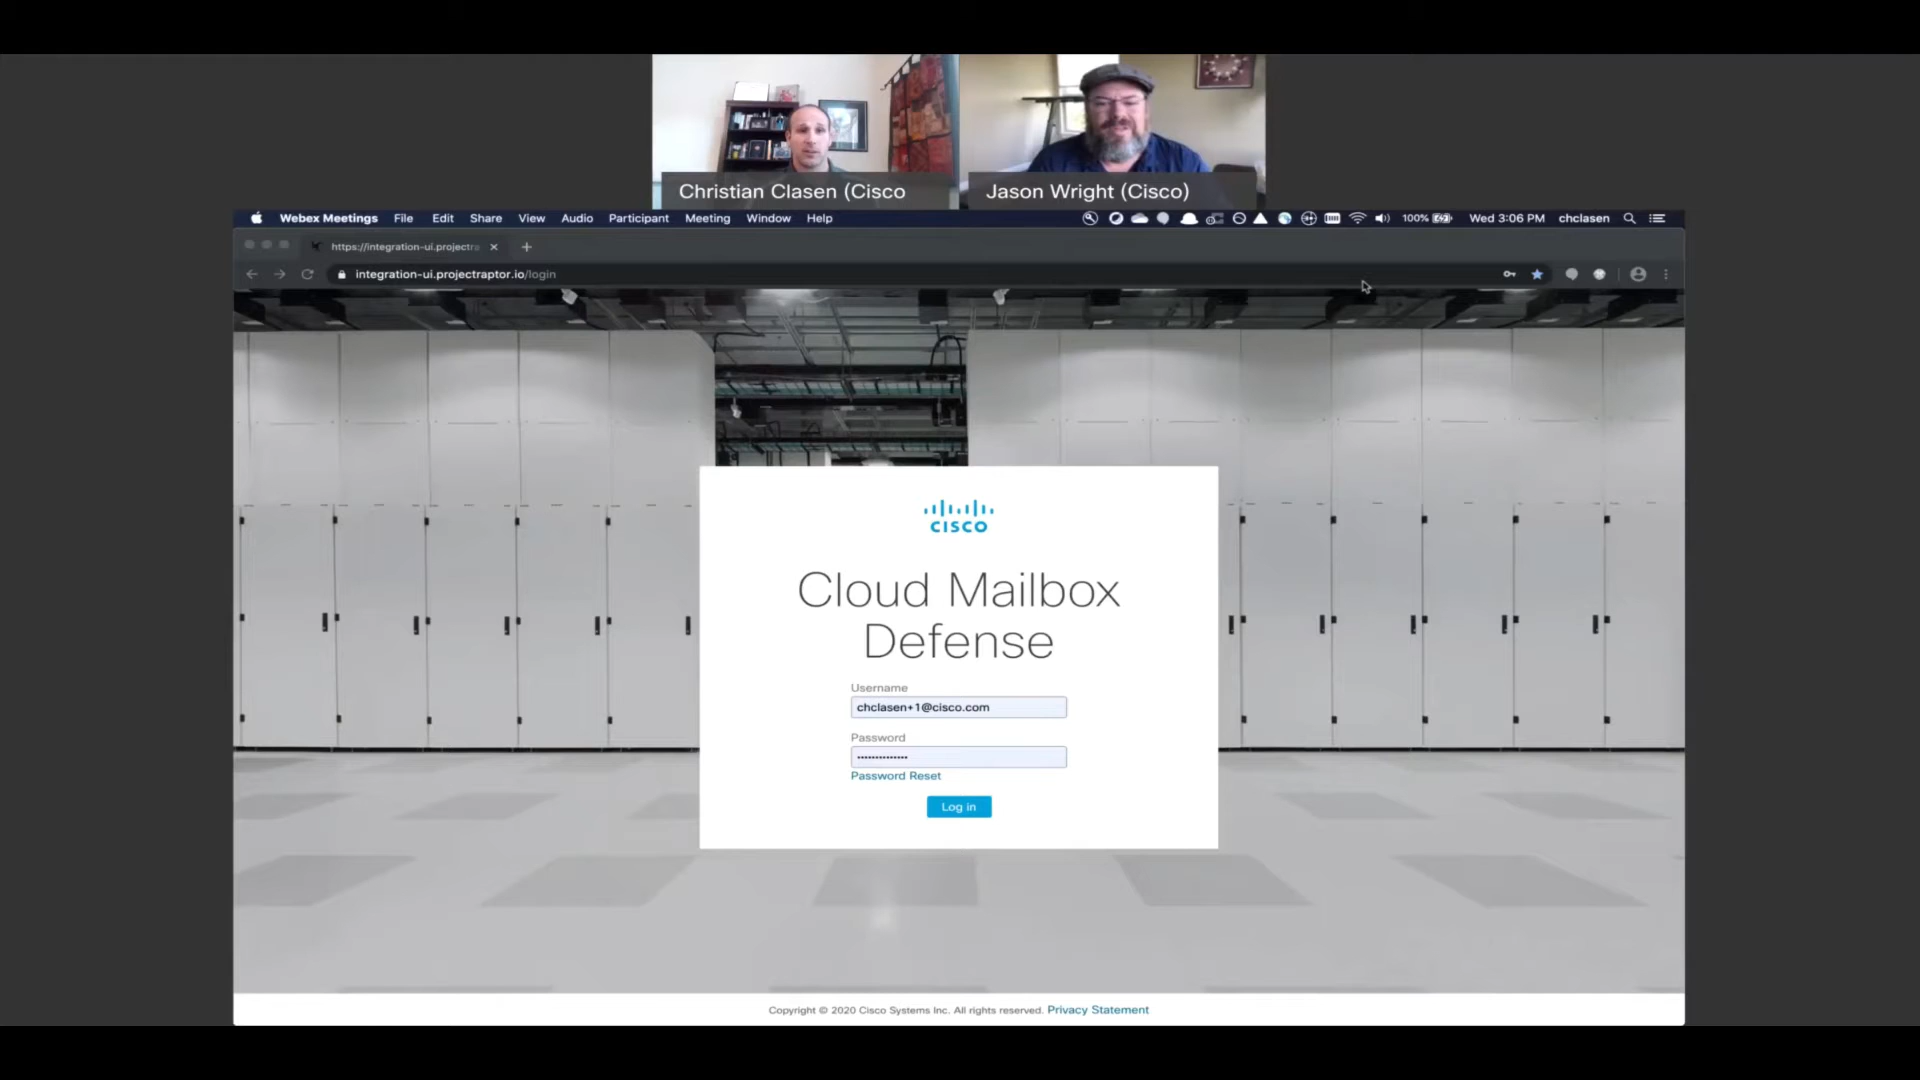 Christian Clasen (Cisco
Jason Wright (Cisco)
Webex Meetings File Edit Share View Audio Participant Meeting Window Help 100% Wed 3:06 PM chclasen
https://integration-ui.projectra
integration-ui.projectraptor.io/login
CISCO
Cloud Mailbox
Defense
Username
chclasen+1@cisco.com
Password
••••••••••••••
Password Reset
Log in
Copyright © 2020 Cisco Systems Inc. All rights reserved. Privacy Statement